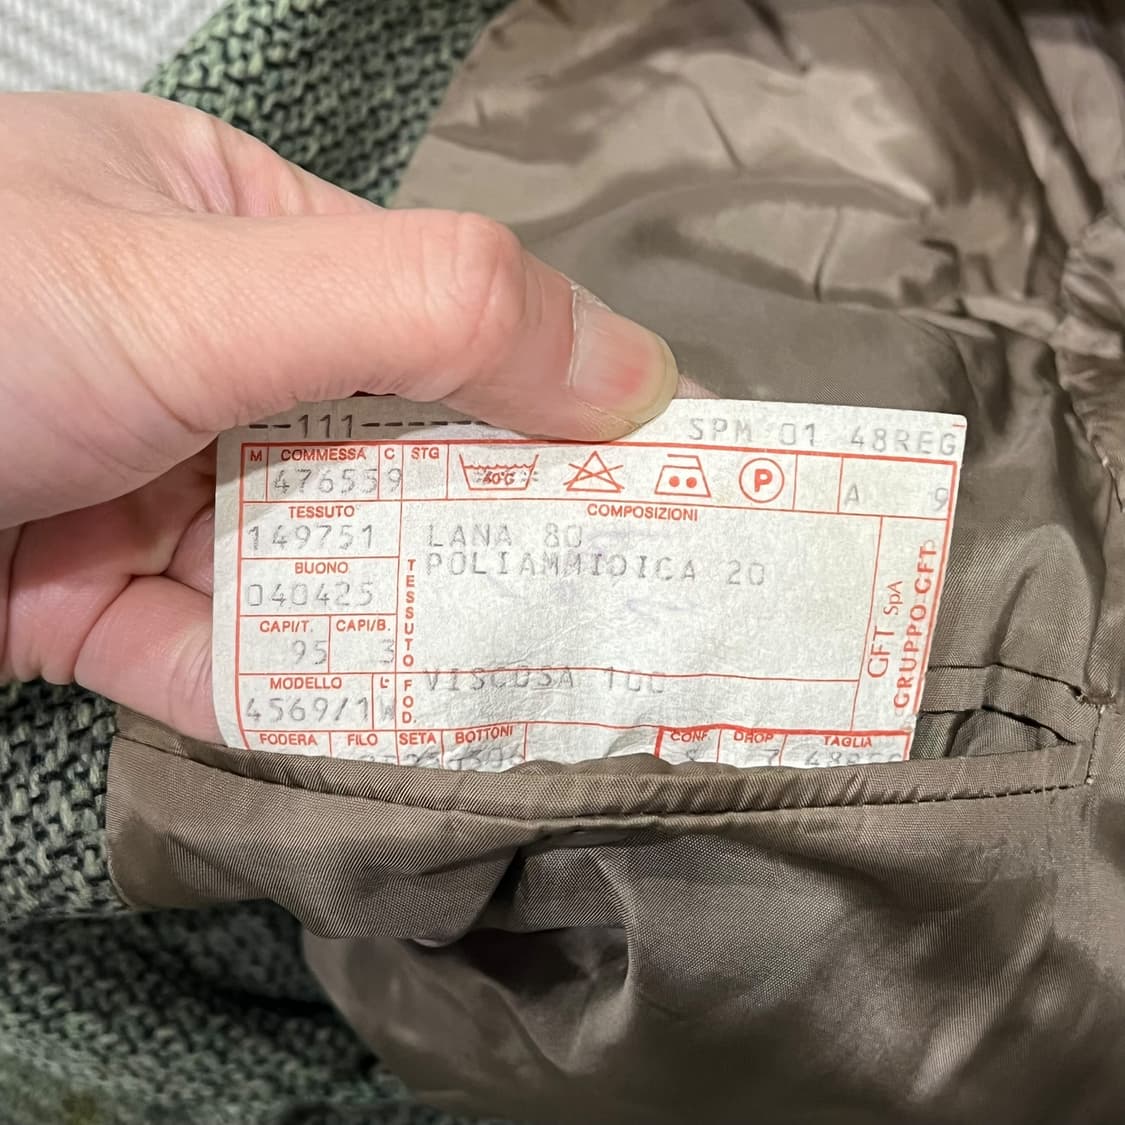 --111-----------
SPM 01 48REG
M COMMESSA C STG
476559
40°C
P
A 9
TESSUTO
149751
COMPOSIZIONI
LANA 80
POLIAMMIDICA 20
BUONO
040425
TESSUTO
CAPI/T. CAPI/B.
95 3
GFT SpA
GRUPPO GFT
VISCOSA 100
MODELLO
4569/1
FOD.
FODERA FILO SETA BOTTONI
CONF. DROP TAGLIA